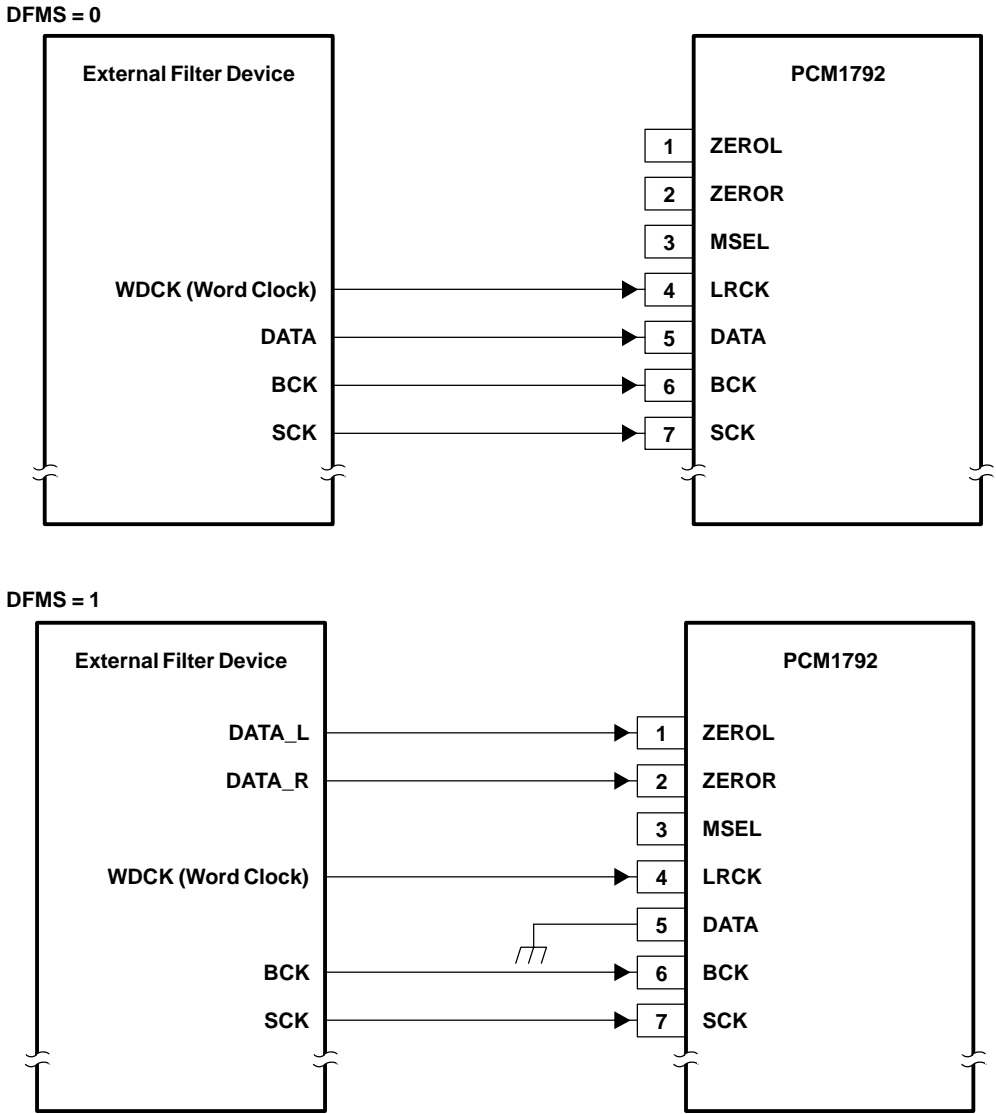 DFMS = 0
External Filter Device
PCM1792
1 ZEROL
2 ZEROR
3 MSEL
WDCK (Word Clock) 4 LRCK
DATA 5 DATA
BCK 6 BCK
SCK 7 SCK
DFMS = 1
External Filter Device
PCM1792
DATA_L 1 ZEROL
DATA_R 2 ZEROR
3 MSEL
WDCK (Word Clock) 4 LRCK
5 DATA
BCK 6 BCK
SCK 7 SCK